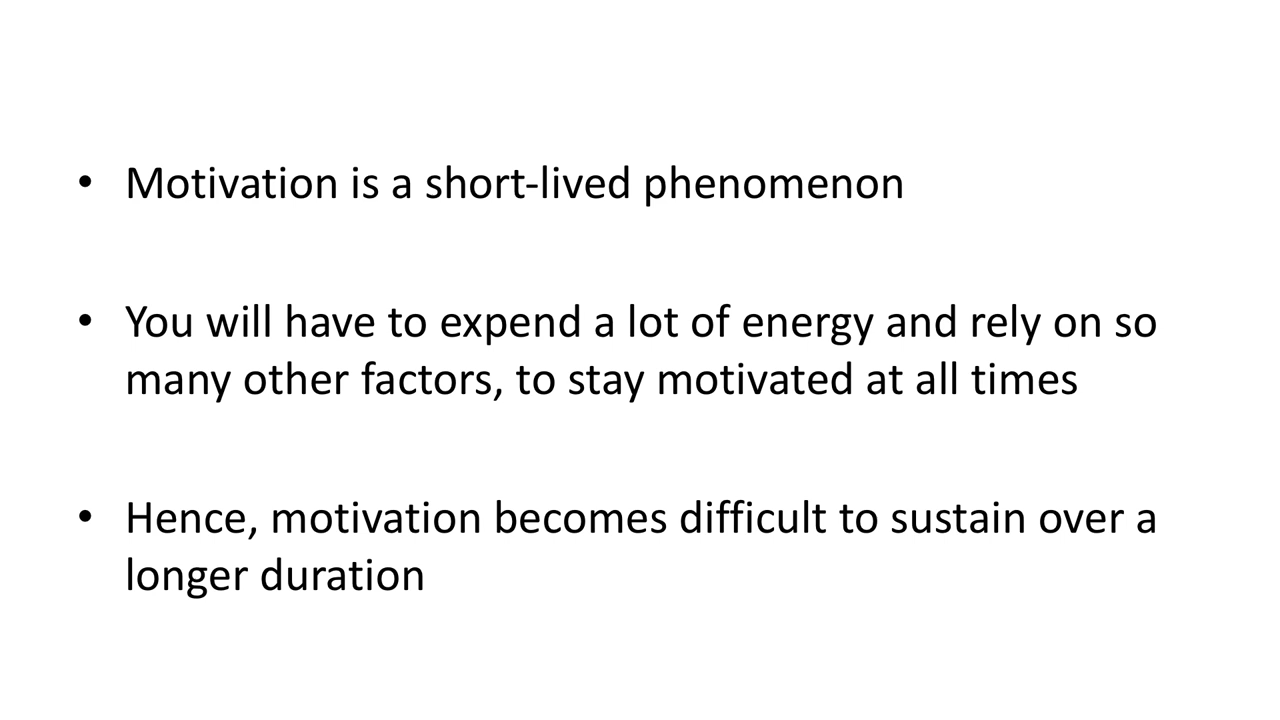 • Motivation is a short-lived phenomenon
• You will have to expend a lot of energy and rely on so
many other factors, to stay motivated at all times
• Hence, motivation becomes difficult to sustain over a
longer duration